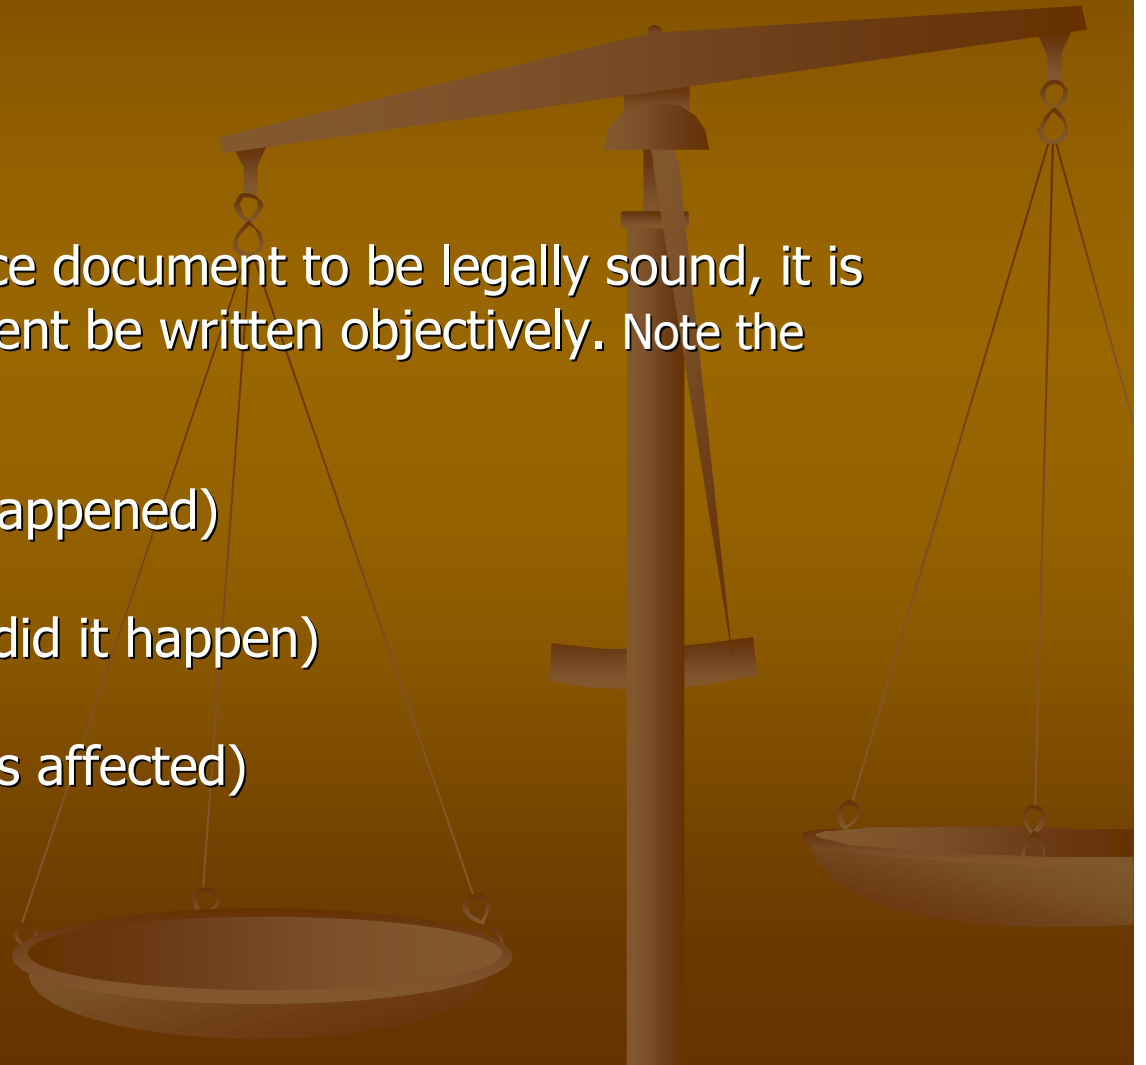 ce document to be legally sound, it is
ent be written objectively. Note the
appened)
did it happen)
s affected)